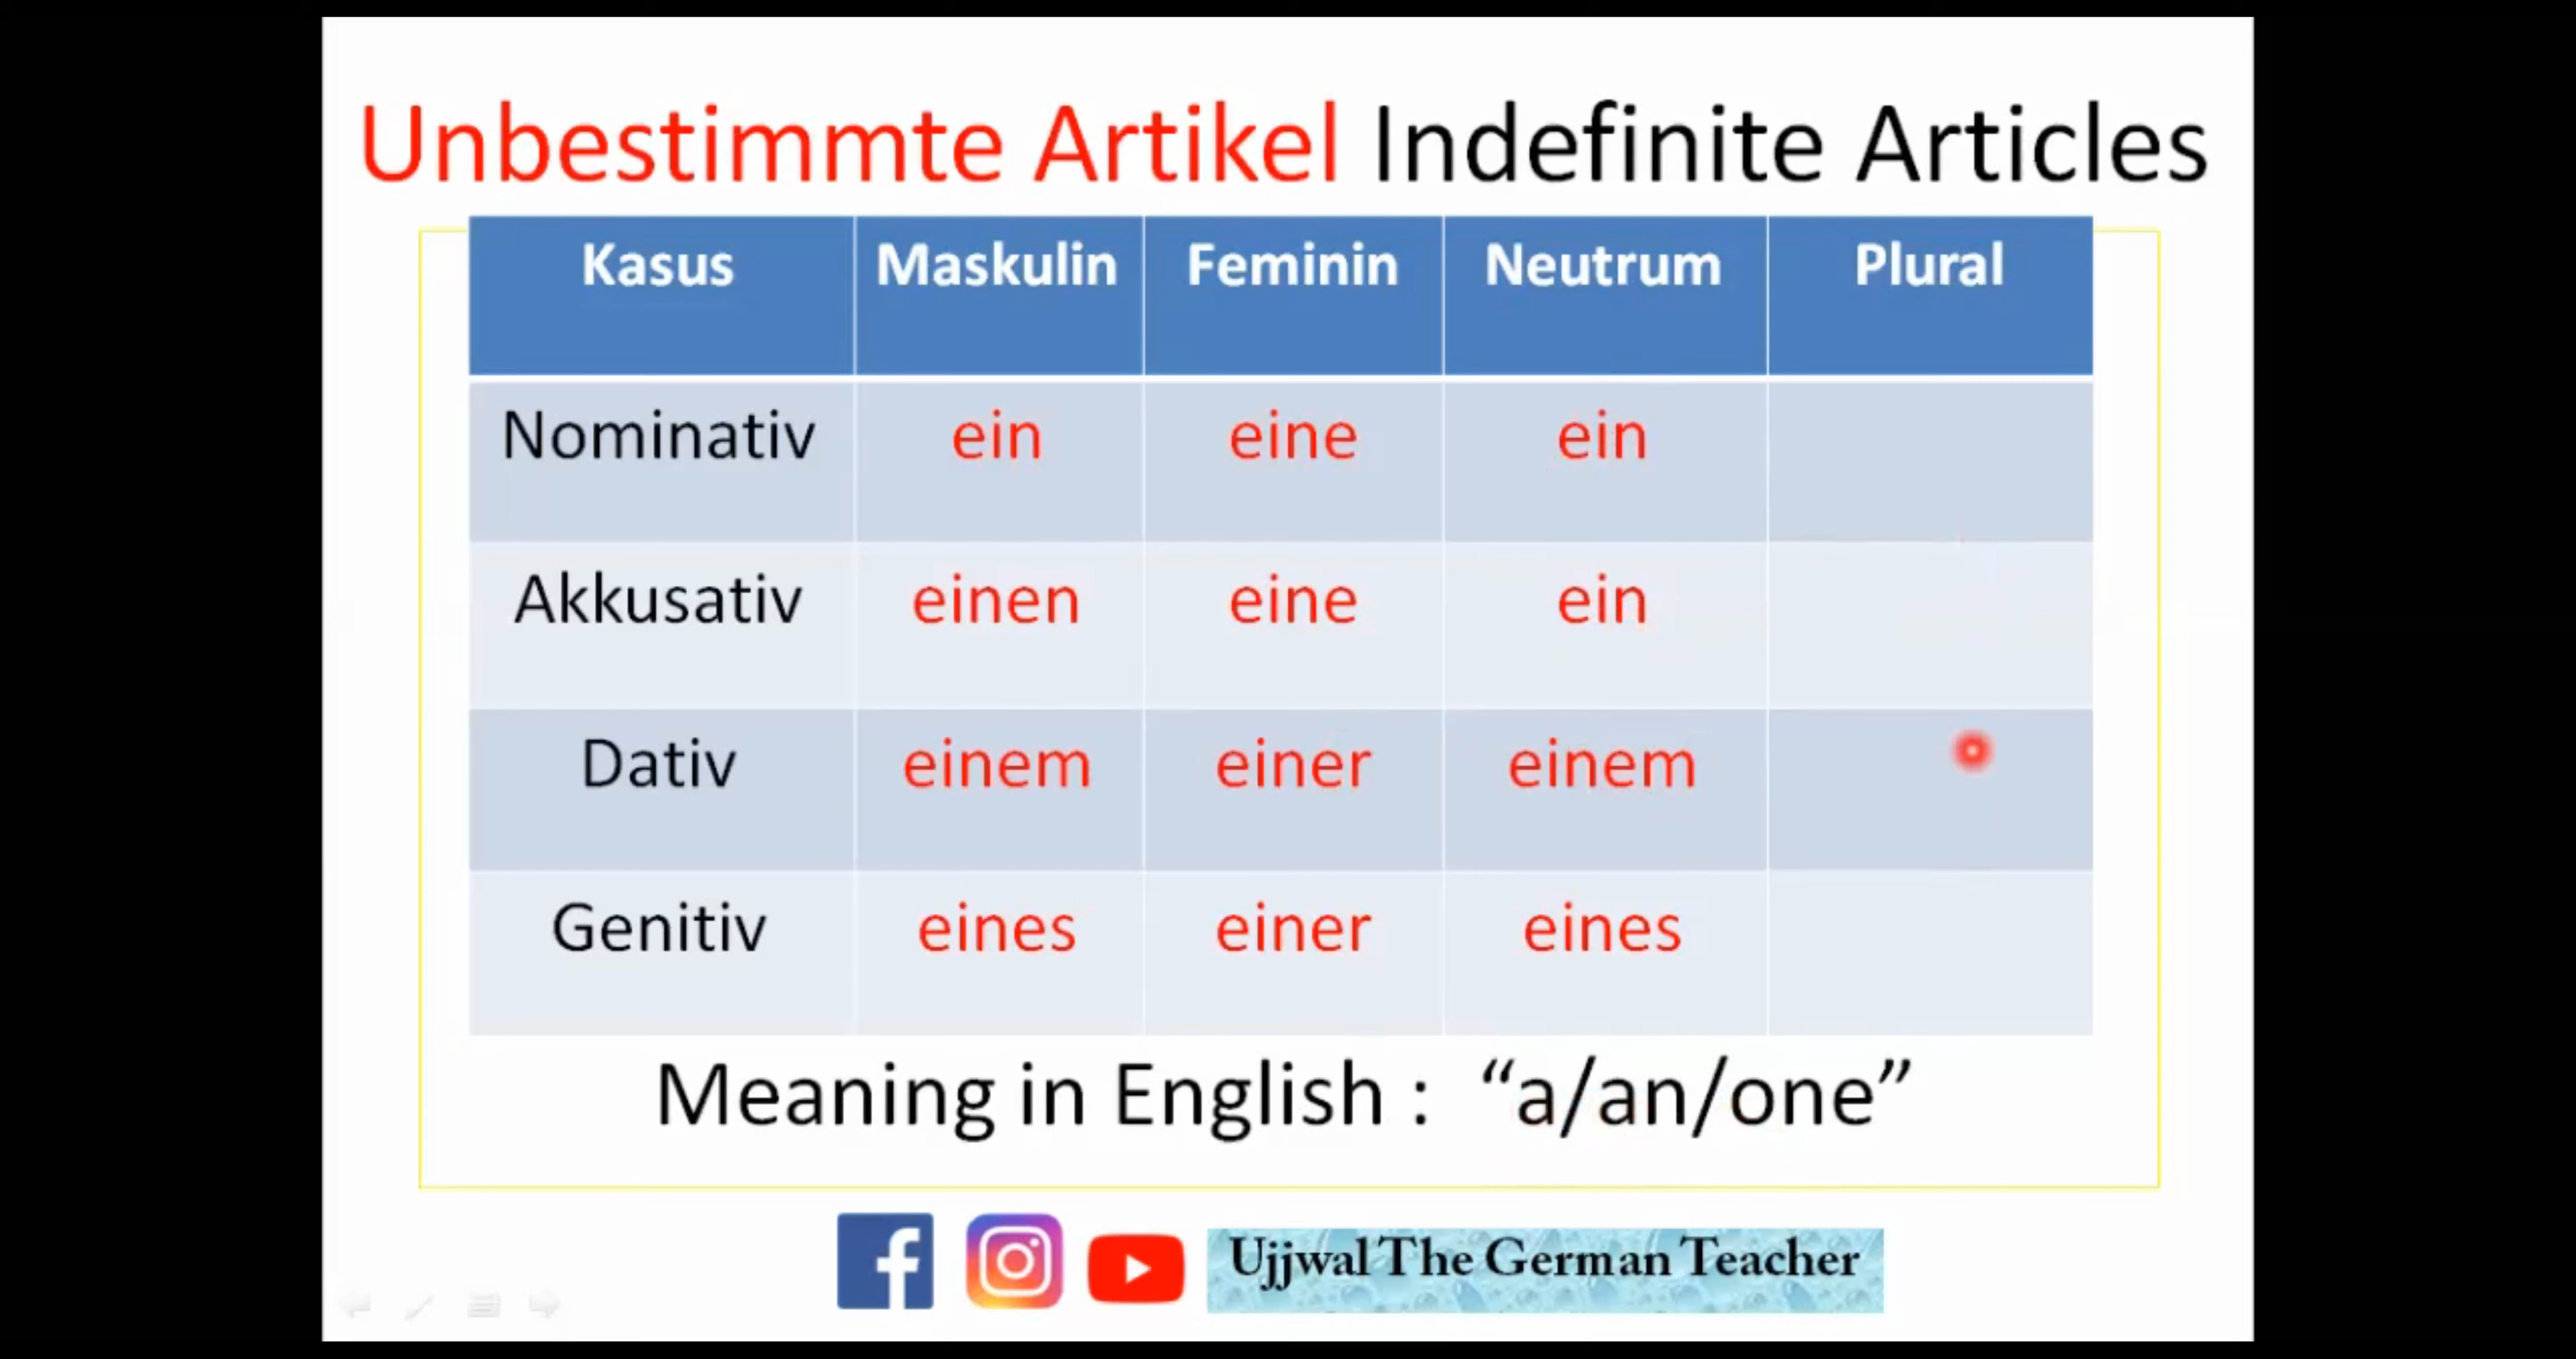 Unbestimmte Artikel Indefinite Articles
Kasus Maskulin Feminin Neutrum Plural
Nominativ ein eine ein
Akkusativ einen eine ein
Dativ einem einer einem
Genitiv eines einer eines
Meaning in English : “a/an/one”
Ujjwal The German Teacher